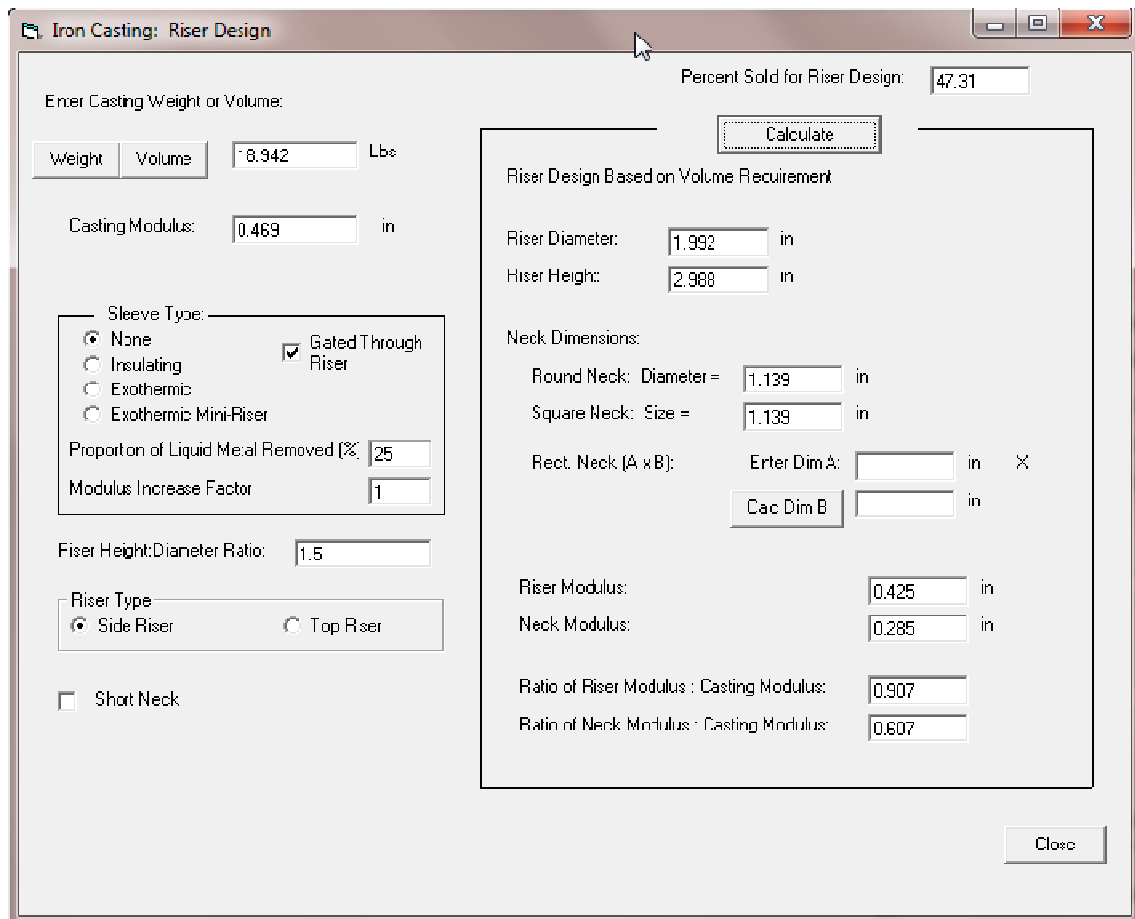 Iron Casting: Riser Design
Percent Solid for Riser Design: 47.31
Enter Casting Weight or Volume:
Weight Volume 18.942 Lbs
Casting Modulus: 0.469 in
Sleeve Type:
None
Insulating
Exothermic
Exothermic Mini-Riser
Gated Through
Riser
Proportion of Liquid Metal Removed (%) 25
Modulus Increase Factor 1
Riser Height:Diameter Ratio: 1.5
Riser Type
Side Riser Top Riser
Short Neck
Calculate
Riser Design Based on Volume Requirement
Riser Diameter: 1.992 in
Riser Height: 2.988 in
Neck Dimensions:
Round Neck: Diameter = 1.139 in
Square Neck: Size = 1.139 in
Rect. Neck (A x B): Enter Dim A: in X
Calc Dim B in
Riser Modulus: 0.425 in
Neck Modulus: 0.285 in
Ratio of Riser Modulus : Casting Modulus: 0.907
Ratio of Neck Modulus : Casting Modulus: 0.607
Close